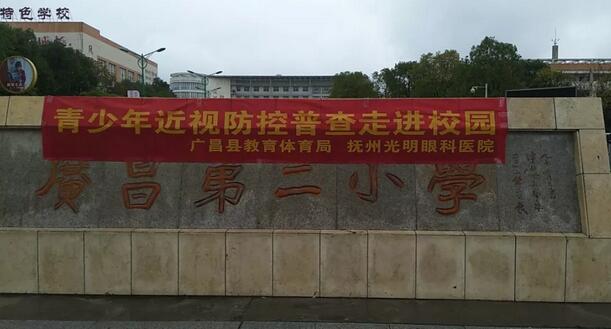 特色学校
青少年近视防控普查走进校园
广昌县教育体育局 抚州光明眼科医院
廣昌第二小學